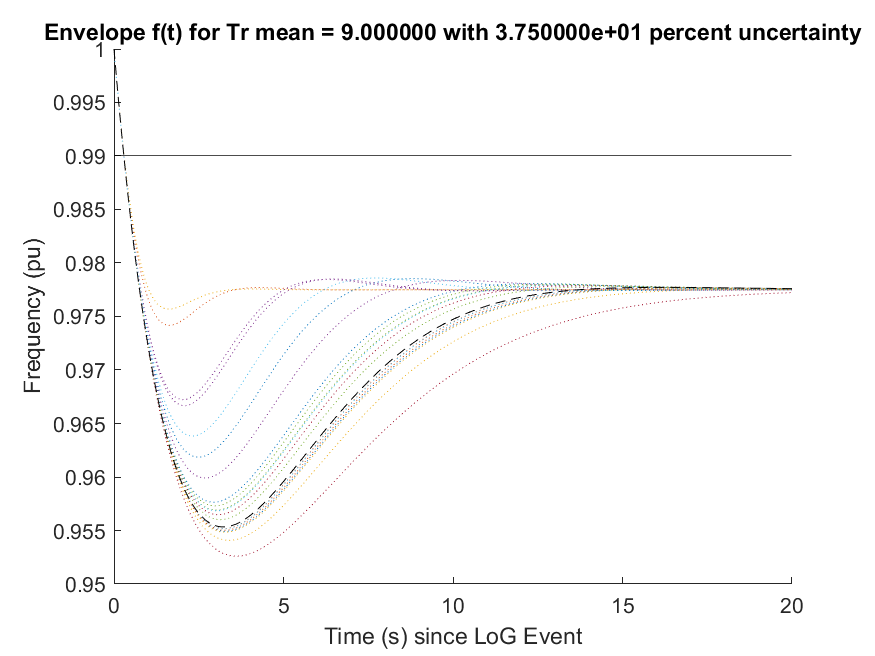 Envelope f(t) for Tr mean = 9.000000 with 3.750000e+01 percent uncertainty
1
0.995
0.99
0.985
0.98
0.975
0.97
0.965
0.96
0.955
0.95
Frequency (pu)
0 5 10 15 20
Time (s) since LoG Event